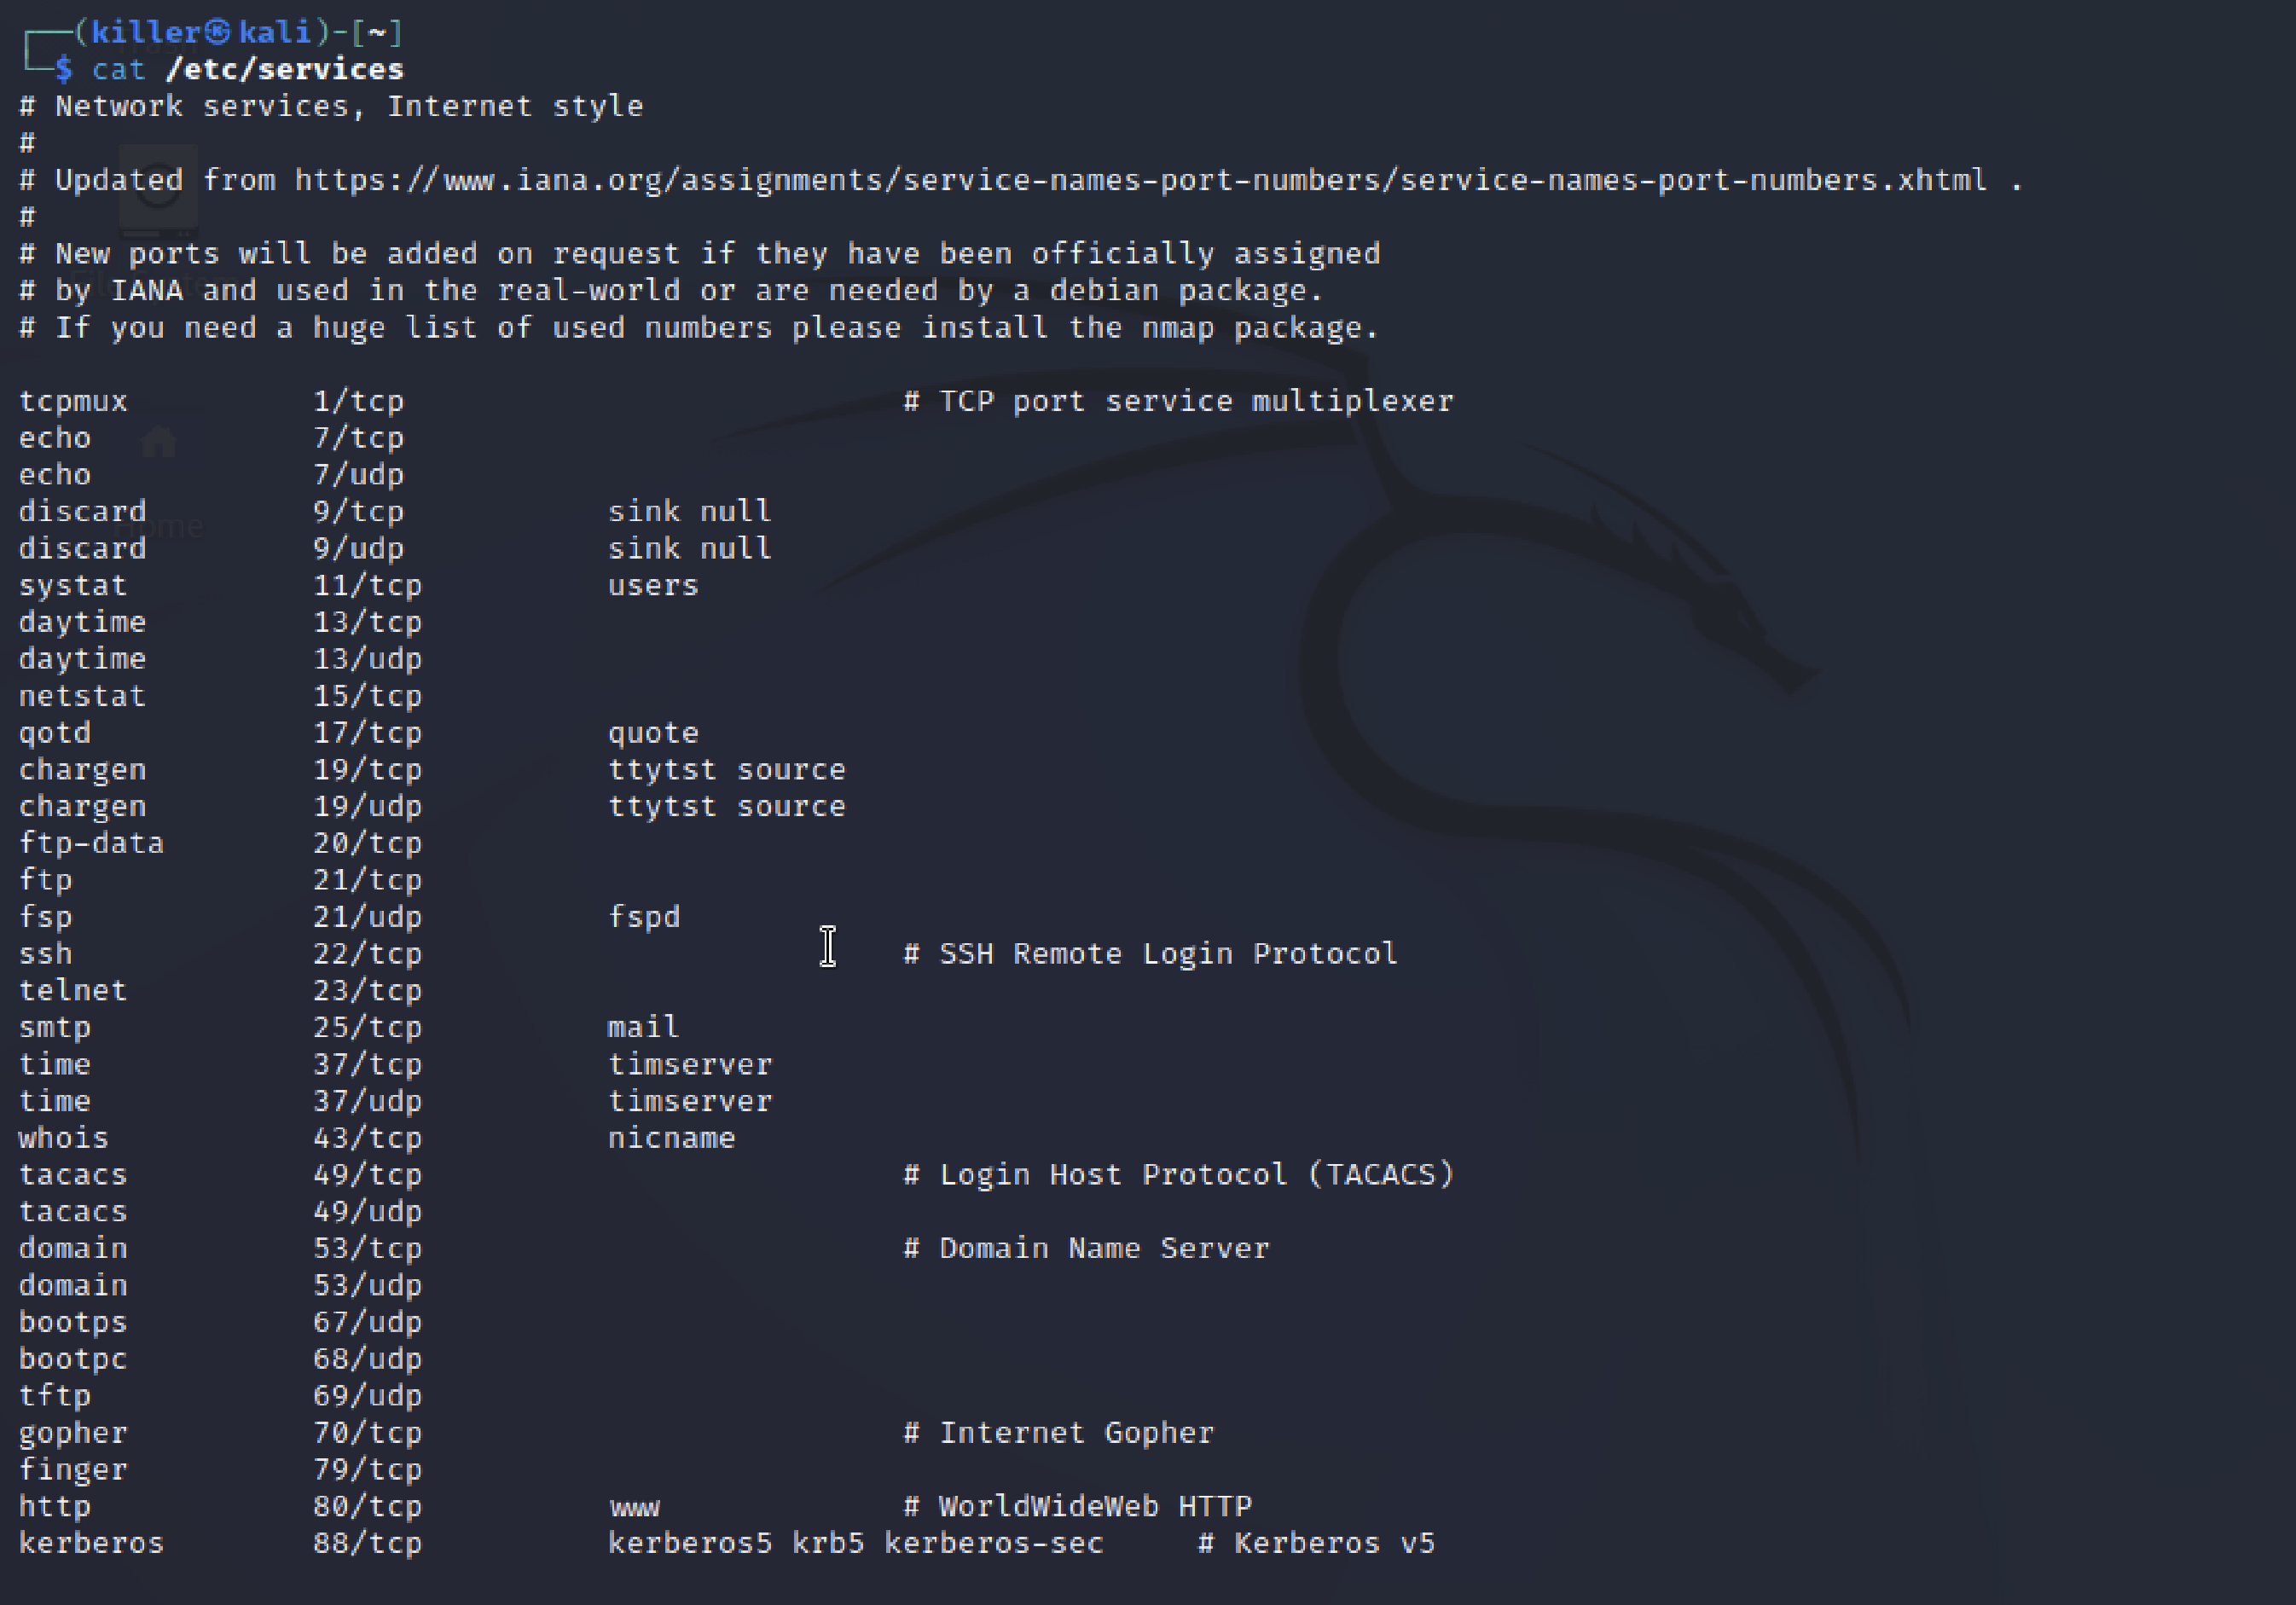 (killer㉿kali)-[~]
$ cat /etc/services
# Network services, Internet style
#
# Updated from https://www.iana.org/assignments/service-names-port-numbers/service-names-port-numbers.xhtml .
#
# New ports will be added on request if they have been officially assigned
# by IANA and used in the real-world or are needed by a debian package.
# If you need a huge list of used numbers please install the nmap package.
tcpmux 1/tcp # TCP port service multiplexer
echo 7/tcp
echo 7/udp
discard 9/tcp sink null
discard 9/udp sink null
systat 11/tcp users
daytime 13/tcp
daytime 13/udp
netstat 15/tcp
qotd 17/tcp quote
chargen 19/tcp ttytst source
chargen 19/udp ttytst source
ftp-data 20/tcp
ftp 21/tcp
fsp 21/udp fspd
ssh 22/tcp # SSH Remote Login Protocol
telnet 23/tcp
smtp 25/tcp mail
time 37/tcp timserver
time 37/udp timserver
whois 43/tcp nicname
tacacs 49/tcp # Login Host Protocol (TACACS)
tacacs 49/udp
domain 53/tcp # Domain Name Server
domain 53/udp
bootps 67/udp
bootpc 68/udp
tftp 69/udp
gopher 70/tcp # Internet Gopher
finger 79/tcp
http 80/tcp www # WorldWideWeb HTTP
kerberos 88/tcp kerberos5 krb5 kerberos-sec # Kerberos v5
Home